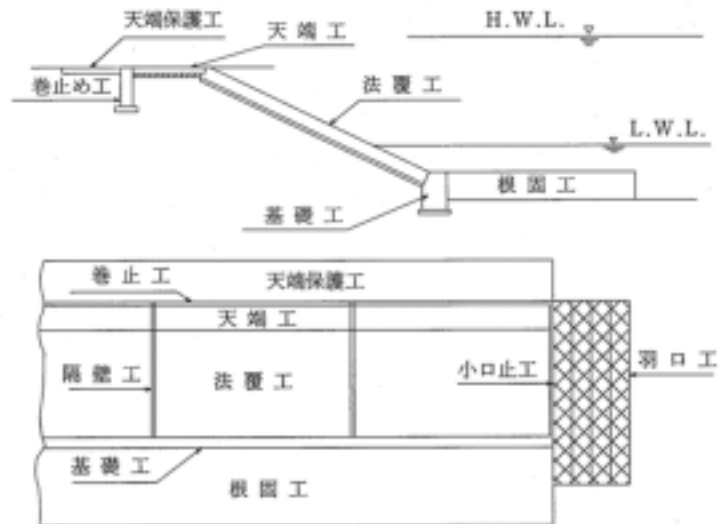 天端保護工
天端工
H.W.L.
巻止め工
法覆工
L.W.L.
根固工
基礎工
巻止工
天端保護工
天端工
隔壁工
法覆工
小口止工
羽口工
基礎工
根固工